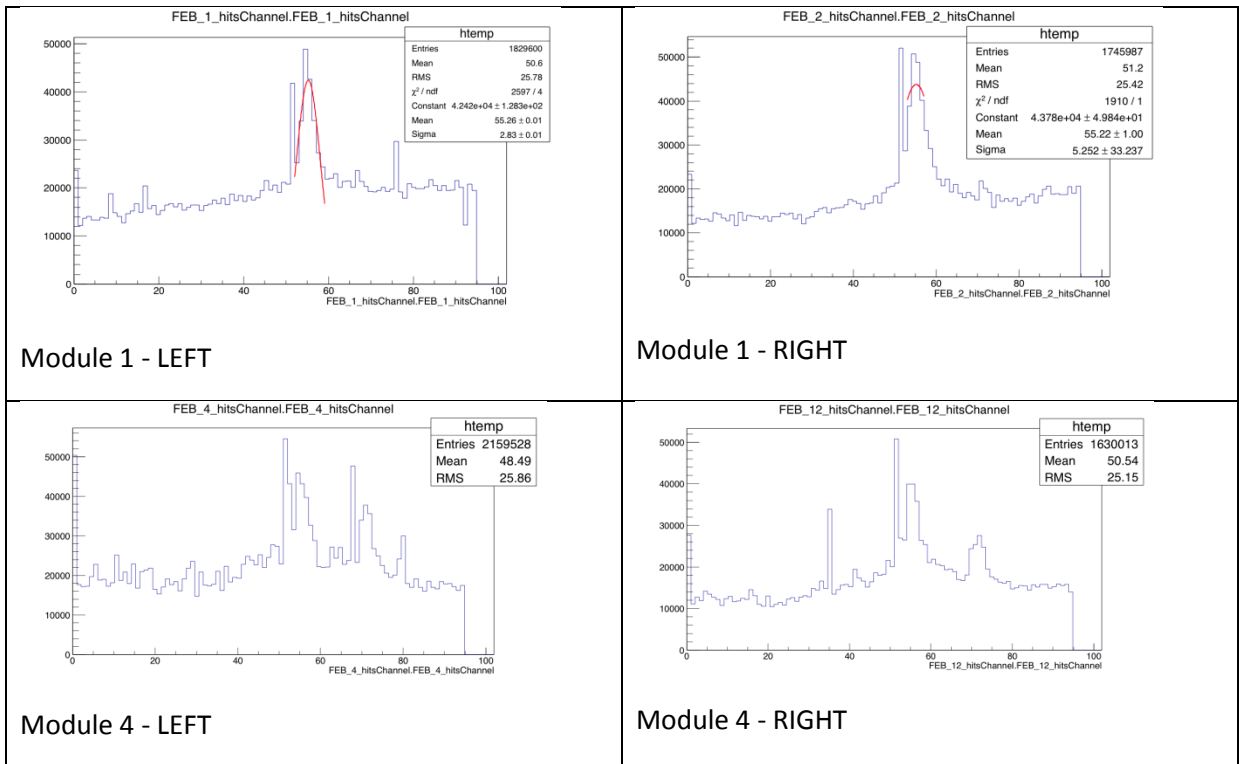 FEB_1_hitsChannel.FEB_1_hitsChannel
htemp
Entries 1829600
Mean 50.6
RMS 25.78
χ² / ndf 2597 / 4
Constant 4.242e+04 ± 1.283e+02
Mean 55.26 ± 0.01
Sigma 2.83 ± 0.01
50000
40000
30000
20000
10000
0
0 20 40 60 80 100
FEB_1_hitsChannel.FEB_1_hitsChannel
Module 1 - LEFT
FEB_2_hitsChannel.FEB_2_hitsChannel
htemp
Entries 1745987
Mean 51.2
RMS 25.42
χ² / ndf 1910 / 1
Constant 4.378e+04 ± 4.984e+01
Mean 55.22 ± 1.00
Sigma 5.252 ± 33.237
50000
40000
30000
20000
10000
0
0 20 40 60 80 100
FEB_2_hitsChannel.FEB_2_hitsChannel
Module 1 - RIGHT
FEB_4_hitsChannel.FEB_4_hitsChannel
htemp
Entries 2159528
Mean 48.49
RMS 25.86
50000
40000
30000
20000
10000
0
0 20 40 60 80 100
FEB_4_hitsChannel.FEB_4_hitsChannel
Module 4 - LEFT
FEB_12_hitsChannel.FEB_12_hitsChannel
htemp
Entries 1630013
Mean 50.54
RMS 25.15
50000
40000
30000
20000
10000
0
0 20 40 60 80 100
FEB_12_hitsChannel.FEB_12_hitsChannel
Module 4 - RIGHT